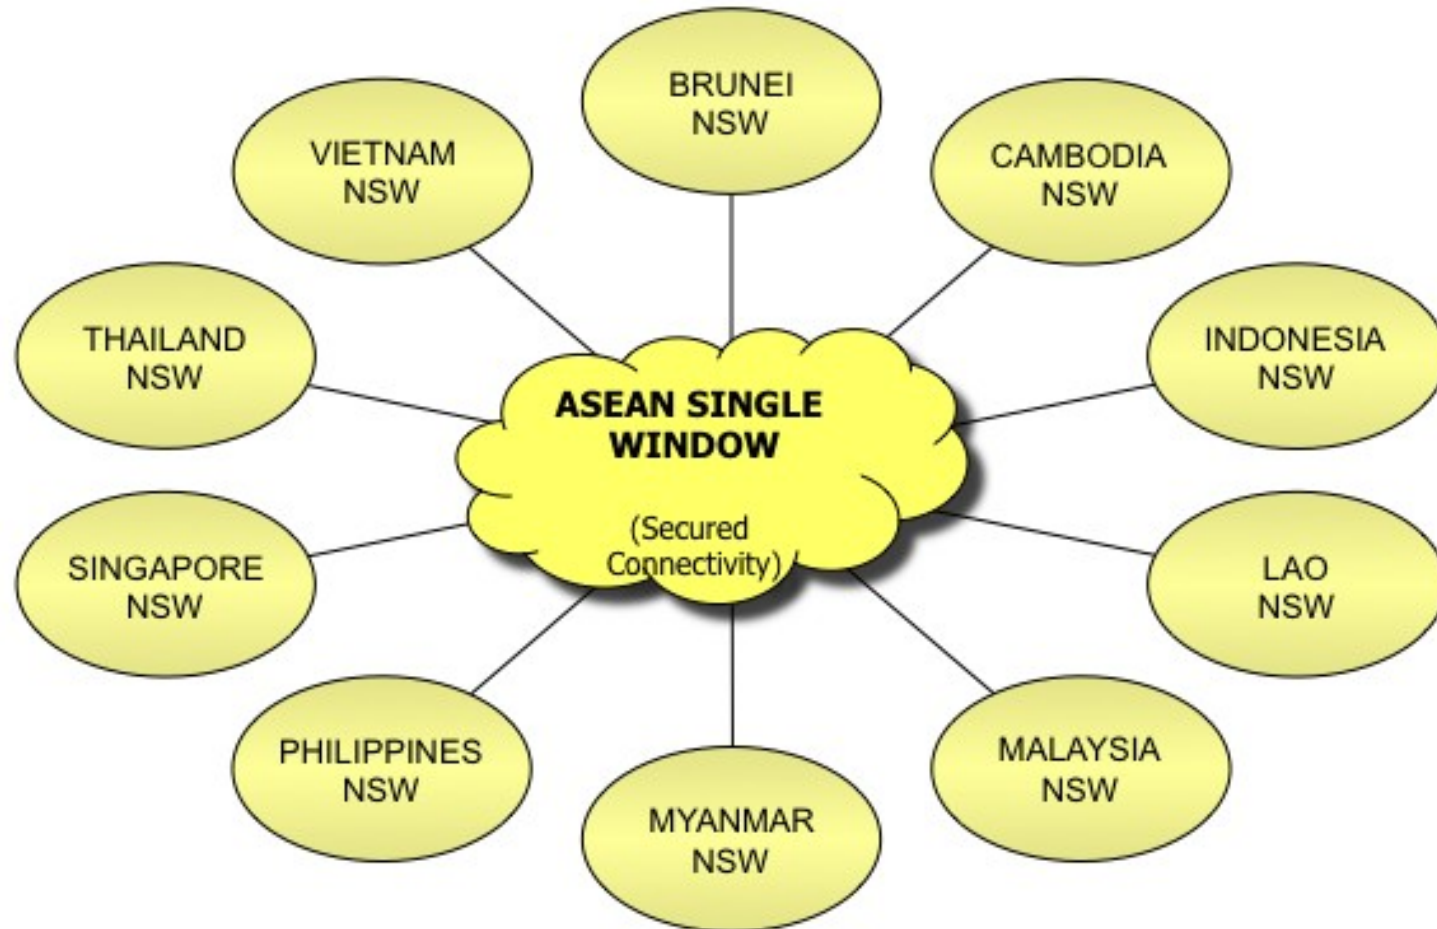 BRUNEI
NSW
VIETNAM
NSW
CAMBODIA
NSW
THAILAND
NSW
INDONESIA
NSW
ASEAN SINGLE
WINDOW
(Secured
Connectivity)
SINGAPORE
NSW
LAO
NSW
PHILIPPINES
NSW
MALAYSIA
NSW
MYANMAR
NSW